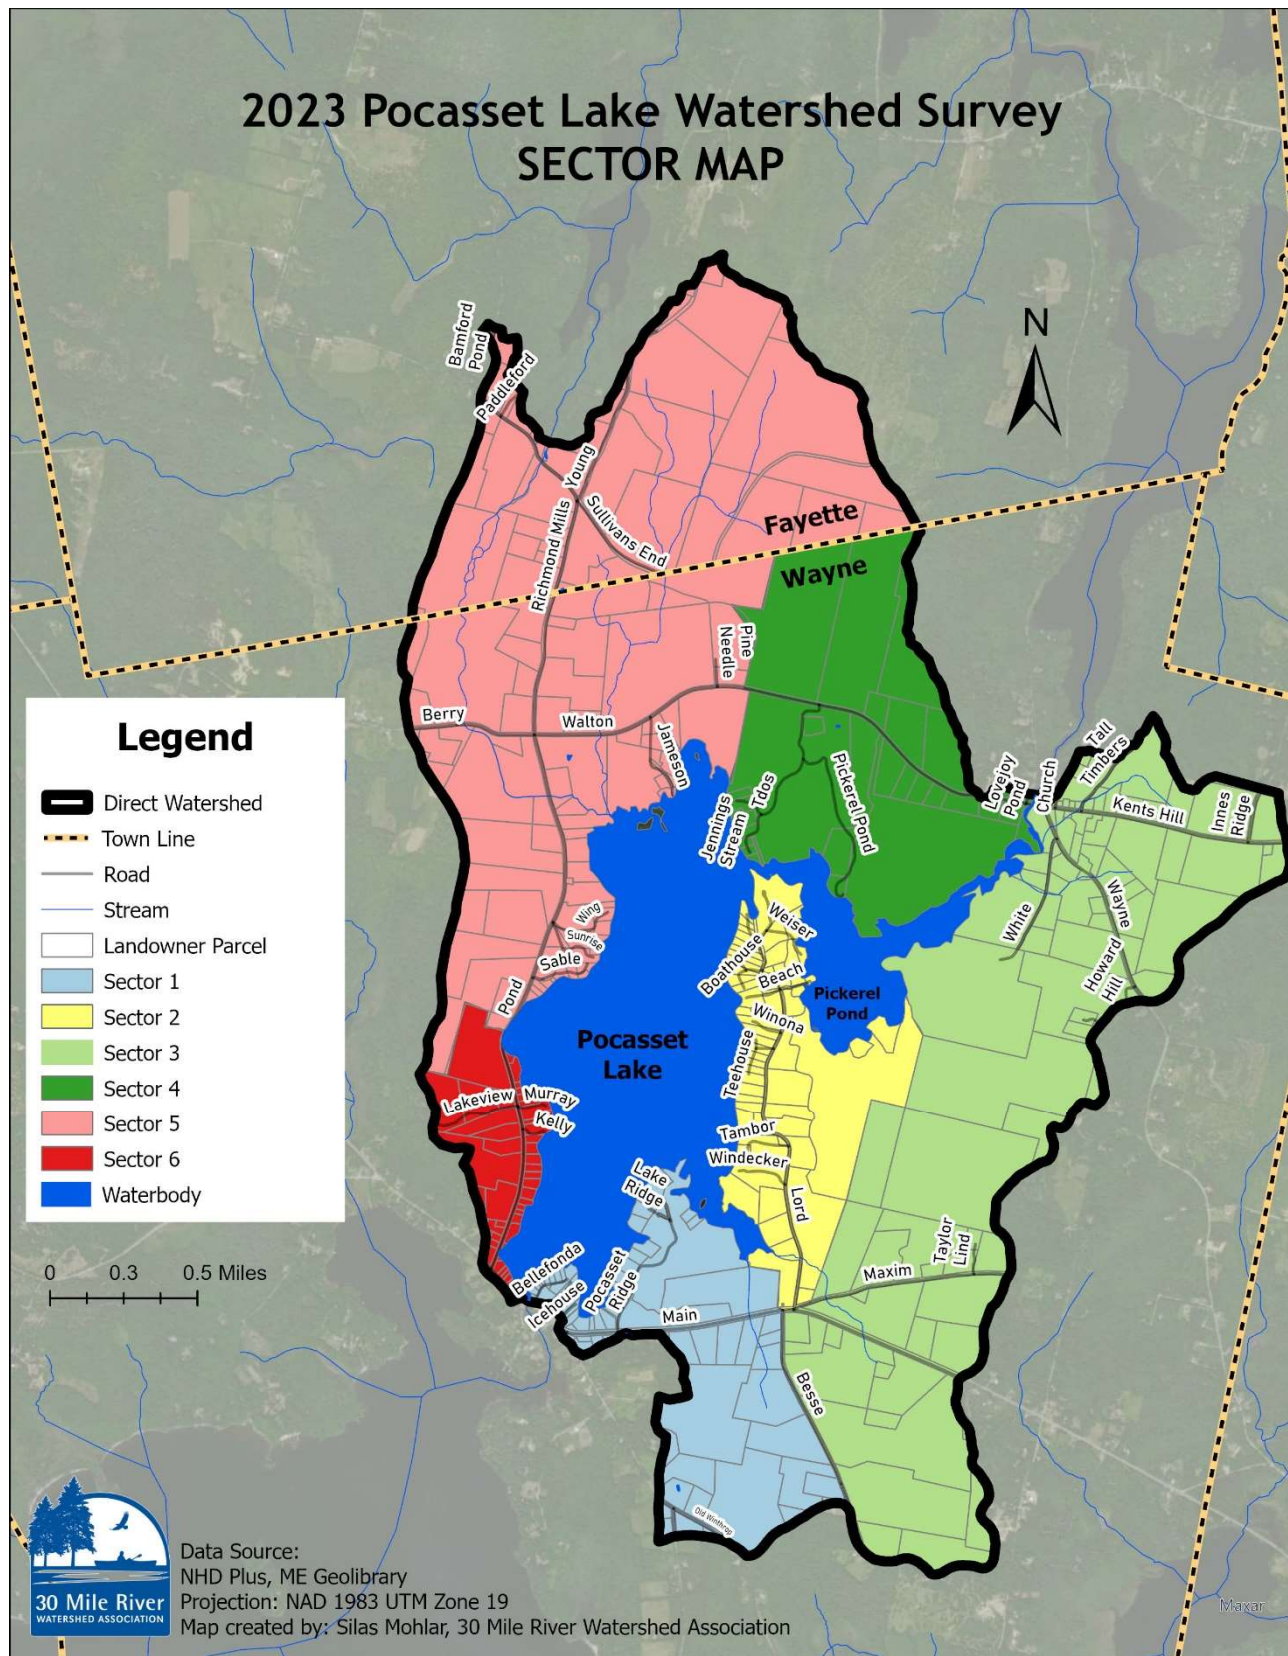 2023 Pocasset Lake Watershed Survey
SECTOR MAP
N
Bamford
Pond
Paddleford
Young
Richmond Mills
Sullivans End
Fayette
Wayne
Pine
Needle
Berry
Walton
Jameson
Jennings
Stream
Tdos
Pickerel Pond
Lovejoy
Pond
Church
Tall
Timbers
Kents Hill
Innes
Ridge
Wayne
White
Howard
Hill
Wing
Sunrise
Sable
Pond
Weiser
Boathouse
Beach
Winona
Teehouse
Pickerel
Pond
Pocasset
Lake
Lakeview
Murray
Kelly
Tambor
Windecker
Lord
Lake
Ridge
Pocasset
Ridge
Bellefonda
Icehouse
Main
Maxim
Taylor
Lind
Besse
Old Winthrop
Legend
Direct Watershed
Town Line
Road
Stream
Landowner Parcel
Sector 1
Sector 2
Sector 3
Sector 4
Sector 5
Sector 6
Waterbody
0 0.3 0.5 Miles
30 Mile River
WATERSHED ASSOCIATION
Data Source:
NHD Plus, ME Geolibrary
Projection: NAD 1983 UTM Zone 19
Map created by: Silas Mohlar, 30 Mile River Watershed Association
Maxar